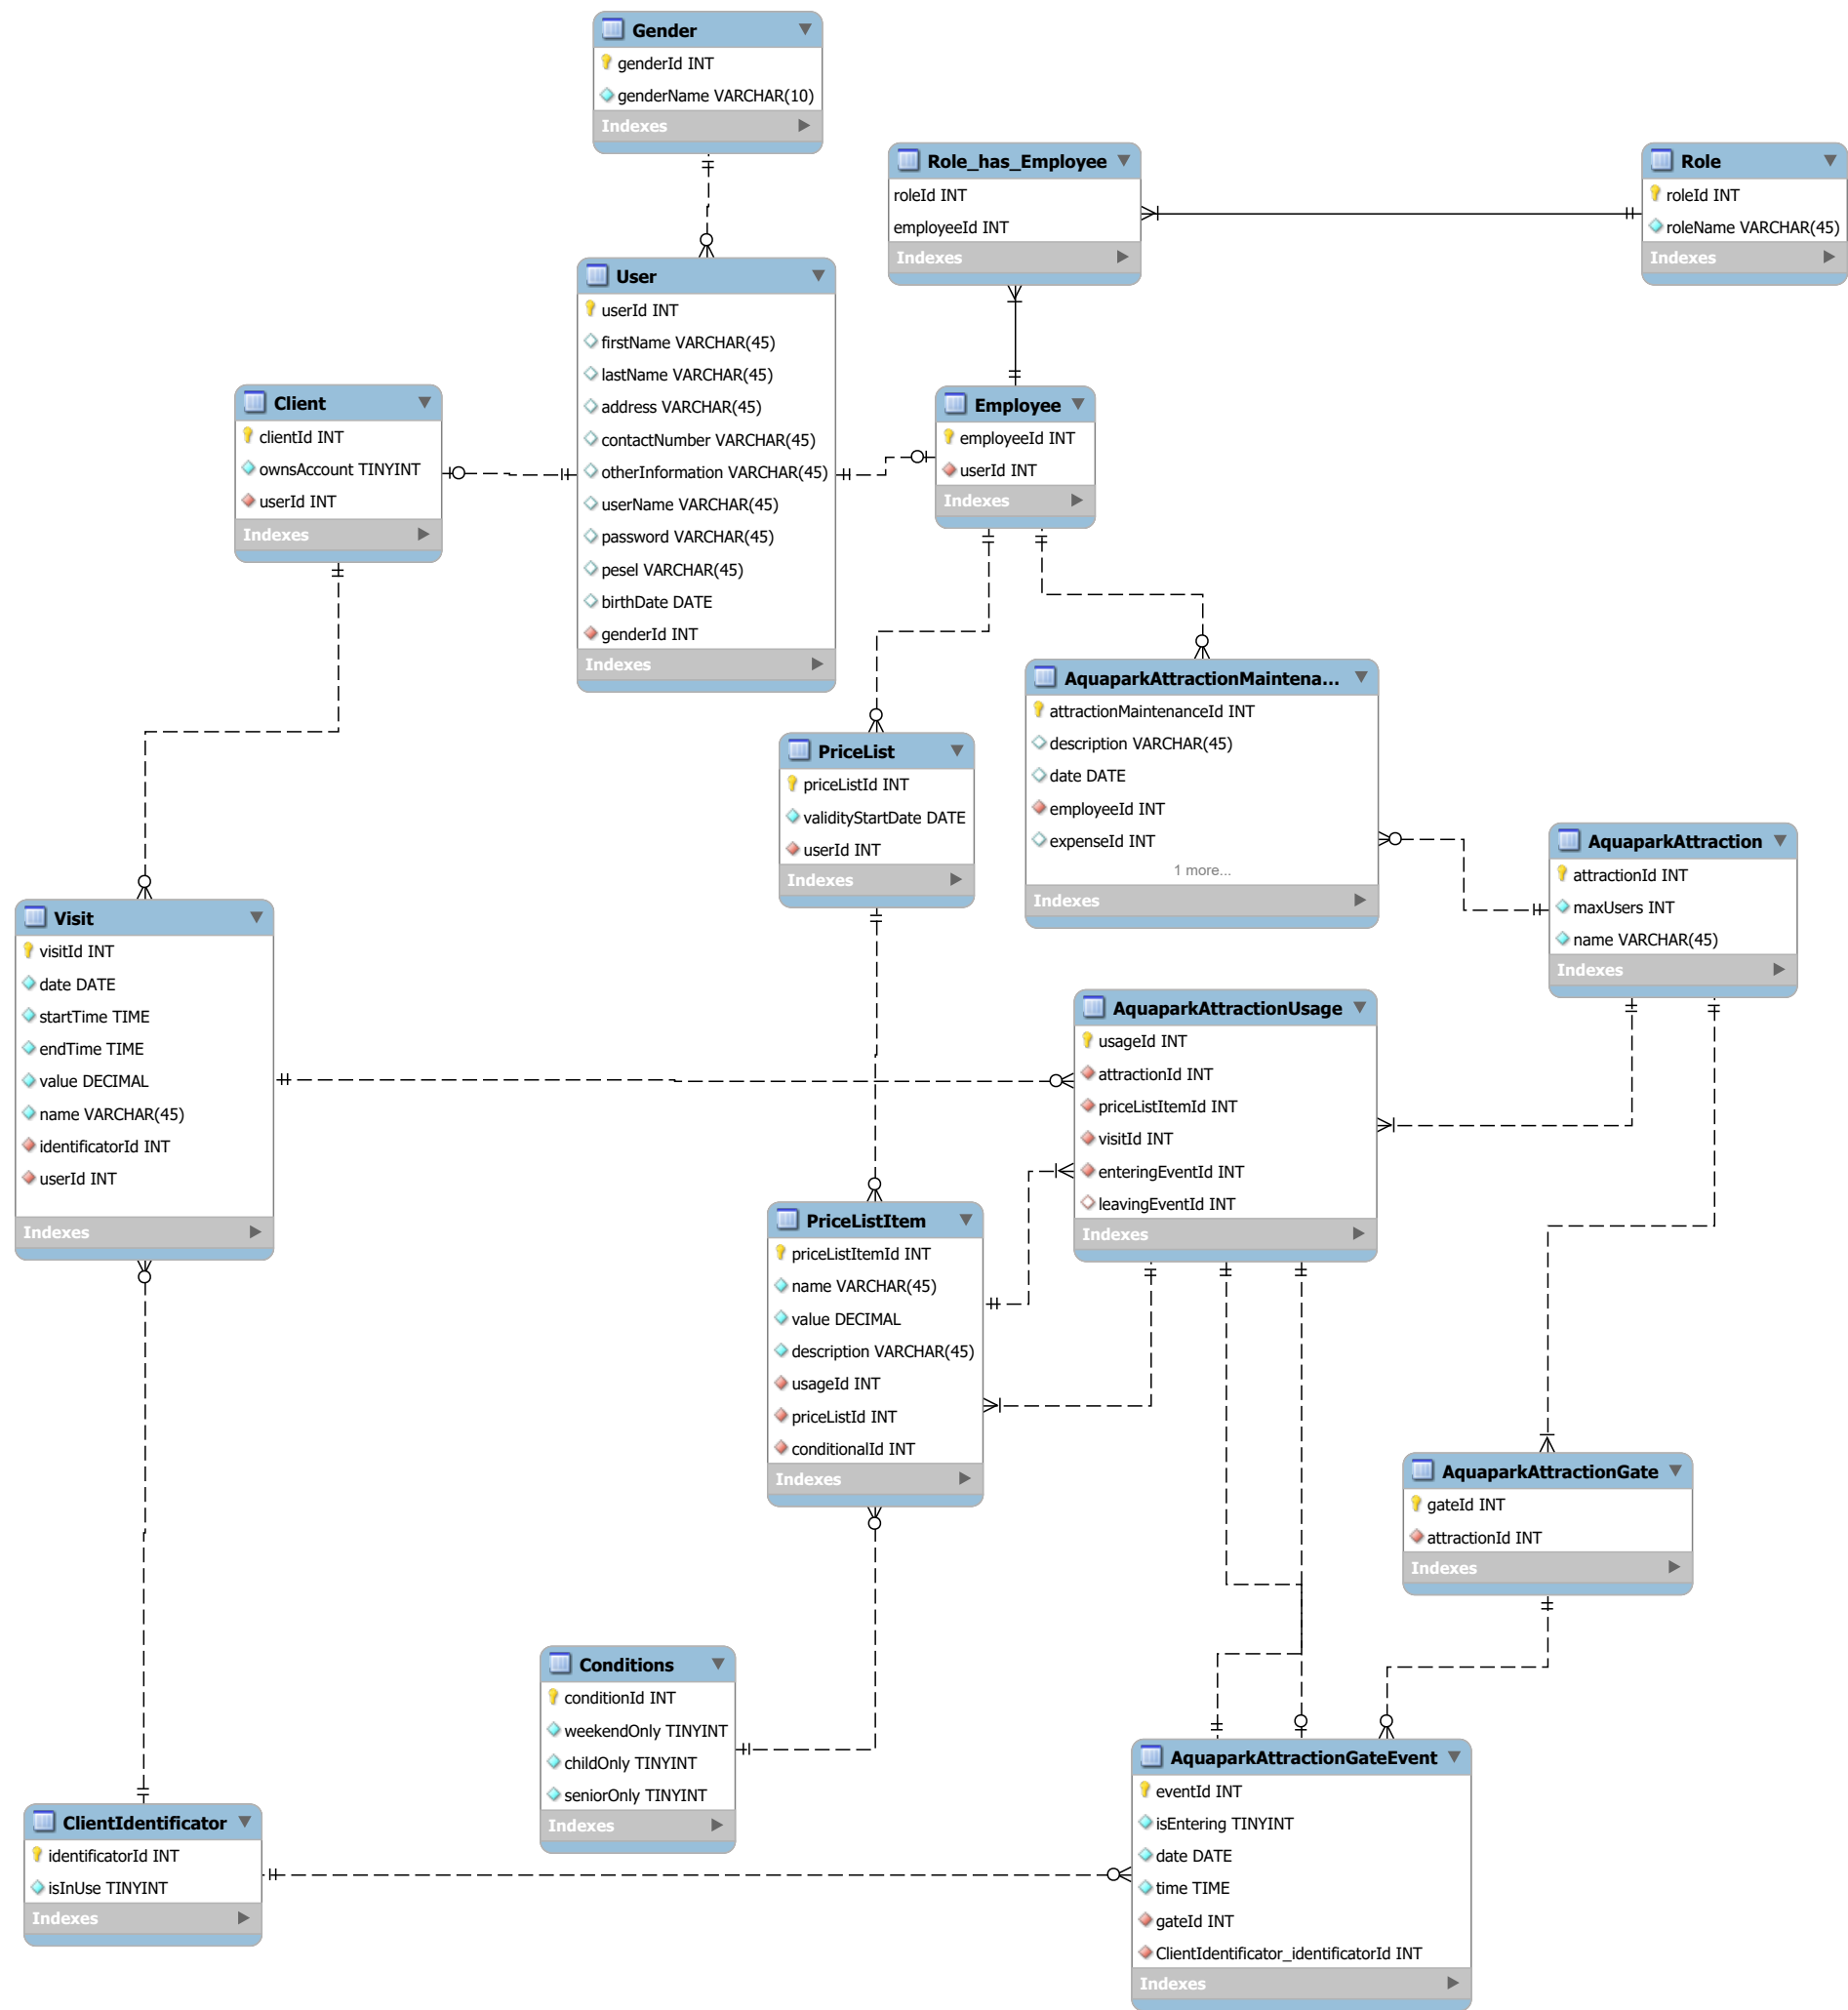 Gender
genderId INT
genderName VARCHAR(10)
Indexes
Role_has_Employee
roleId INT
employeeId INT
Indexes
Role
roleId INT
roleName VARCHAR(45)
Indexes
User
userId INT
firstName VARCHAR(45)
lastName VARCHAR(45)
address VARCHAR(45)
contactNumber VARCHAR(45)
otherInformation VARCHAR(45)
userName VARCHAR(45)
password VARCHAR(45)
pesel VARCHAR(45)
birthDate DATE
genderId INT
Indexes
Client
clientId INT
ownsAccount TINYINT
userId INT
Indexes
Employee
employeeId INT
userId INT
Indexes
AquaparkAttractionMaintena...
attractionMaintenanceId INT
description VARCHAR(45)
date DATE
employeeId INT
expenseId INT
1 more...
Indexes
PriceList
priceListId INT
validityStartDate DATE
userId INT
Indexes
AquaparkAttraction
attractionId INT
maxUsers INT
name VARCHAR(45)
Indexes
Visit
visitId INT
date DATE
startTime TIME
endTime TIME
value DECIMAL
name VARCHAR(45)
identificatorId INT
userId INT
Indexes
AquaparkAttractionUsage
usageId INT
attractionId INT
priceListItemId INT
visitId INT
enteringEventId INT
leavingEventId INT
Indexes
PriceListItem
priceListItemId INT
name VARCHAR(45)
value DECIMAL
description VARCHAR(45)
usageId INT
priceListId INT
conditionalId INT
Indexes
AquaparkAttractionGate
gateId INT
attractionId INT
Indexes
Conditions
conditionId INT
weekendOnly TINYINT
childOnly TINYINT
seniorOnly TINYINT
Indexes
AquaparkAttractionGateEvent
eventId INT
isEntering TINYINT
date DATE
time TIME
gateId INT
ClientIdentificator_identificatorId INT
Indexes
ClientIdentificator
identificatorId INT
isInUse TINYINT
Indexes